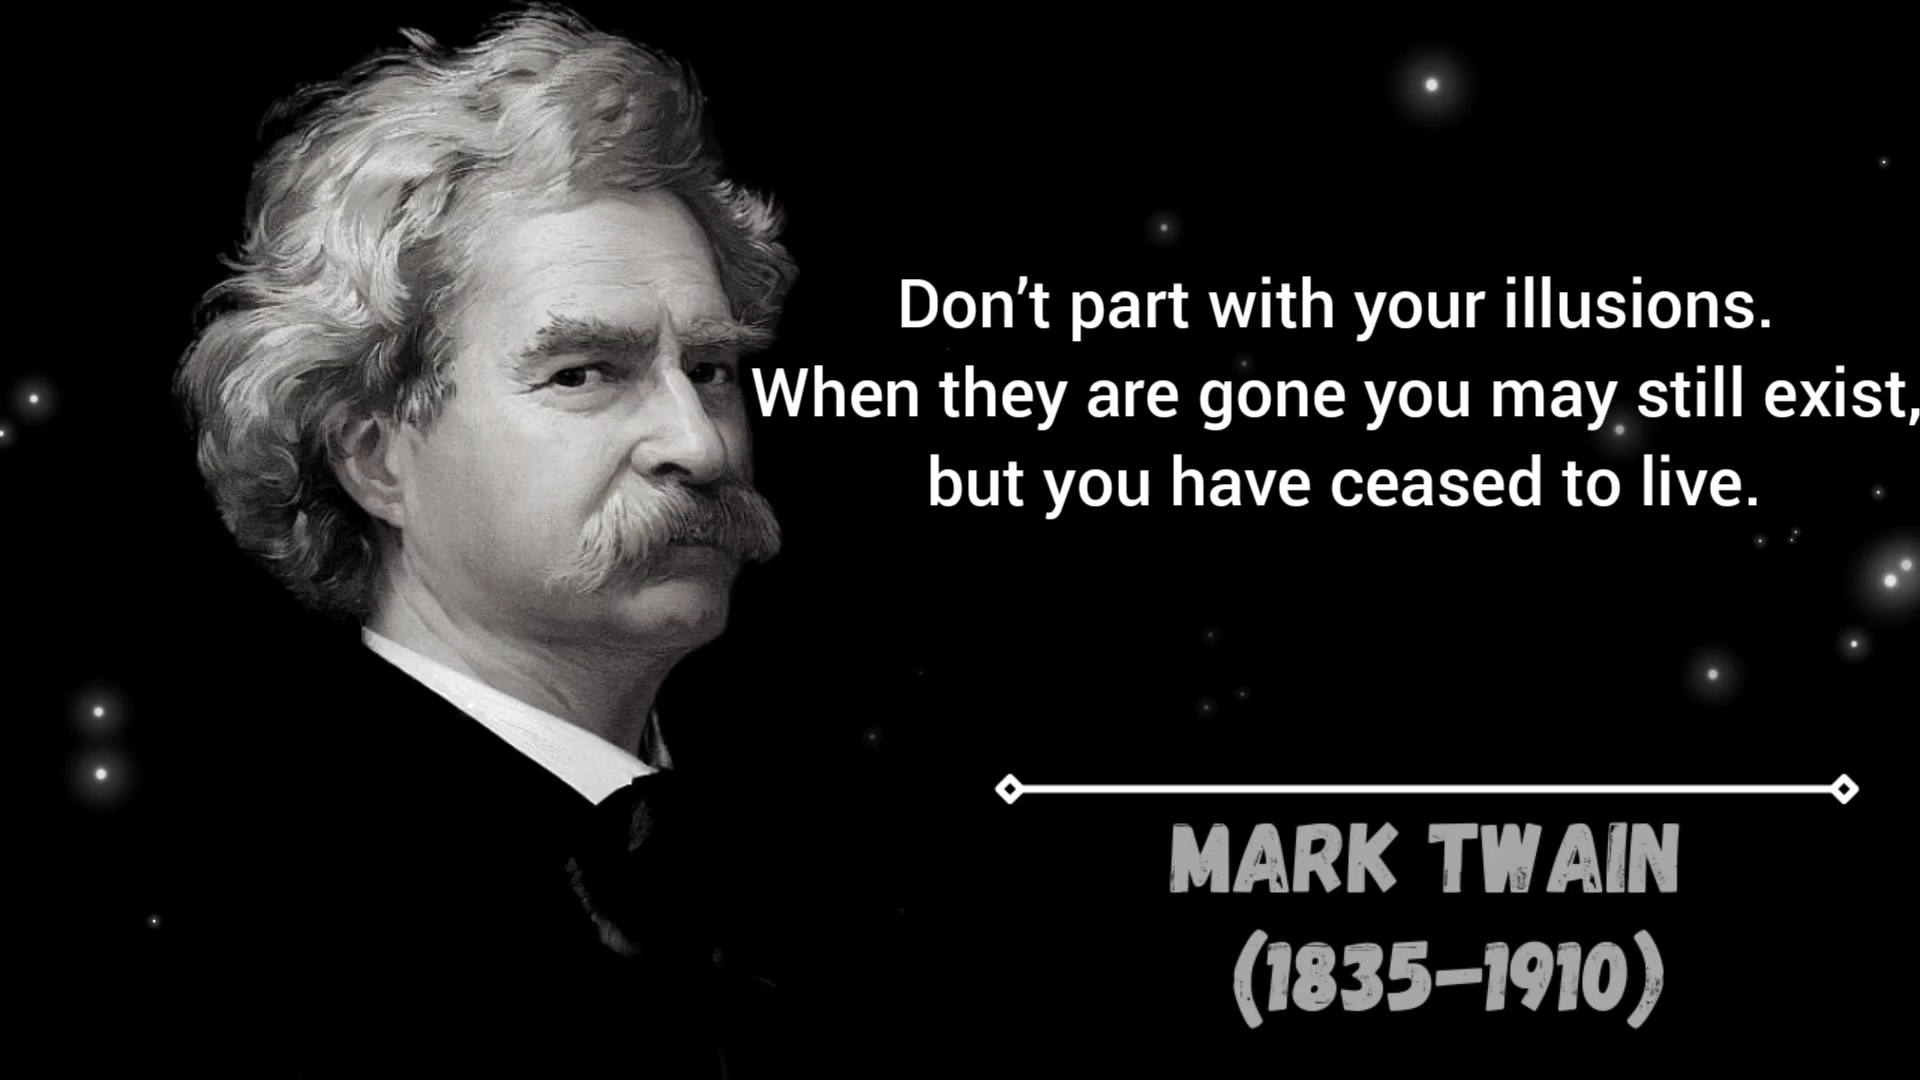 Don’t part with your illusions.
When they are gone you may still exist,
but you have ceased to live.
MARK TWAIN
(1835–1910)